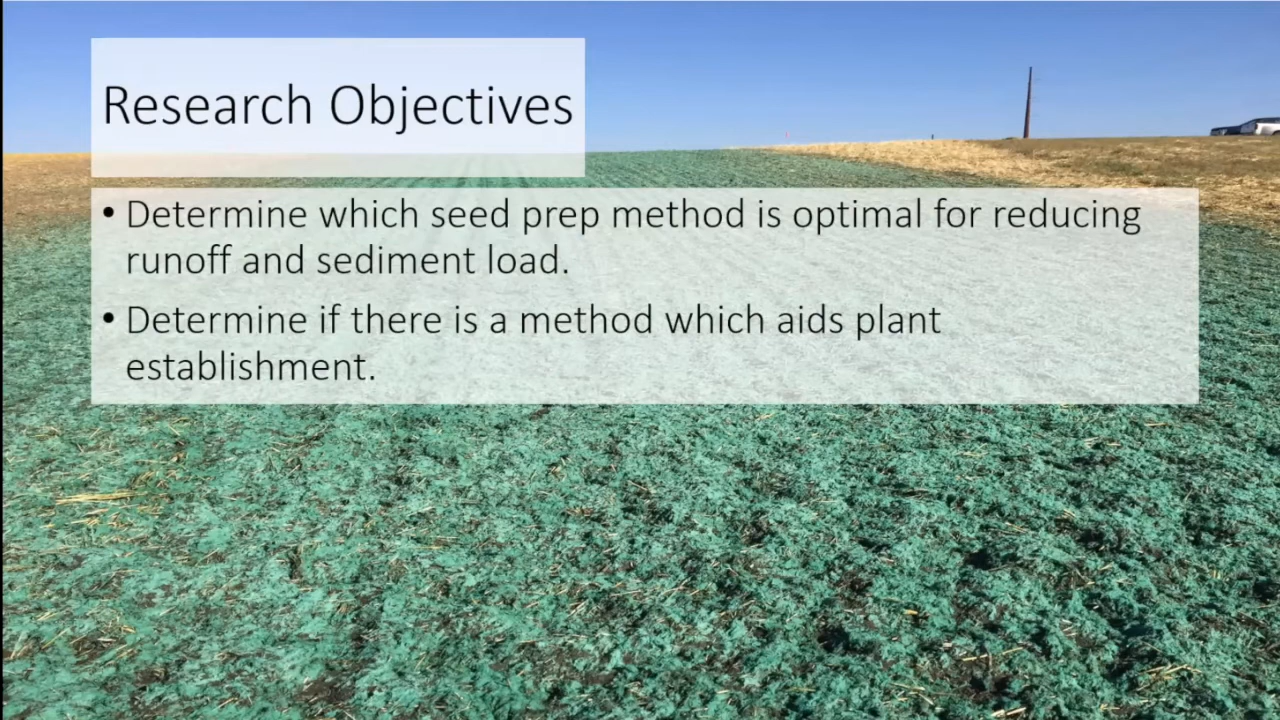 Research Objectives
• Determine which seed prep method is optimal for reducing
runoff and sediment load.
• Determine if there is a method which aids plant
establishment.